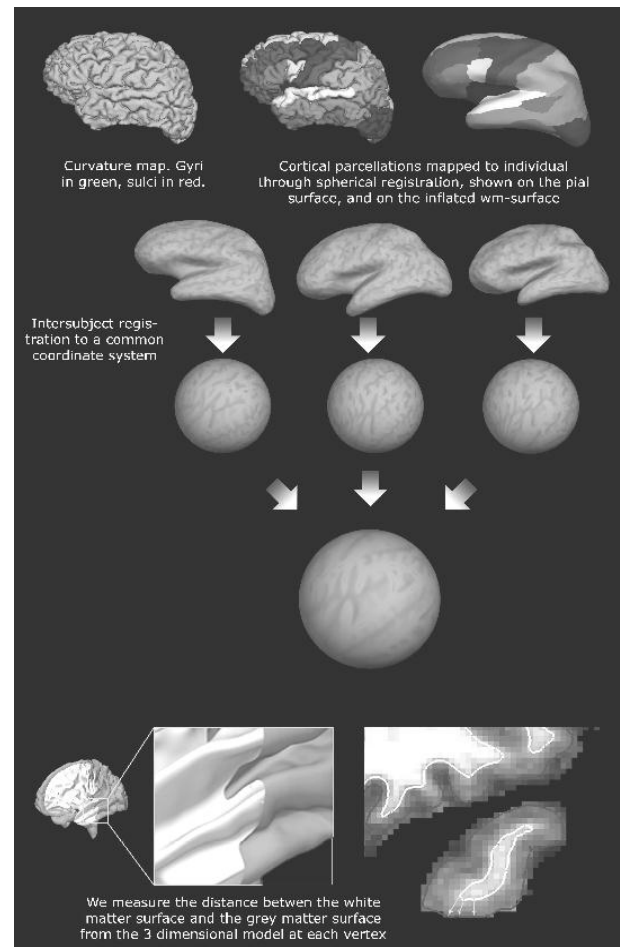 Curvature map. Gyri
in green, sulci in red.
Cortical parcellations mapped to individual
through spherical registration, shown on the pial
surface, and on the inflated wm-surface
Intersubject regis-
tration to a common
coordinate system
We measure the distance betwen the white
matter surface and the grey matter surface
from the 3 dimensional model at each vertex